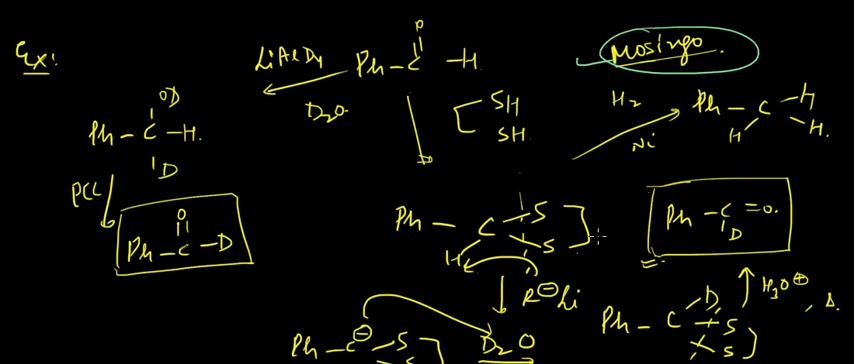 Ex:
LiAlD4
D2O
O
Ph-C-H
Mosingo
OD
Ph-C-H
D
PCC
O
Ph-C-D
SH
SH
H2
Ni
Ph-C-H
H
H
Ph-C-S
S
H
R⊖Li
Ph-C=O
D
H3O⊕, Δ
Ph-C⊖-S
D2O
D
Ph-C-S
S